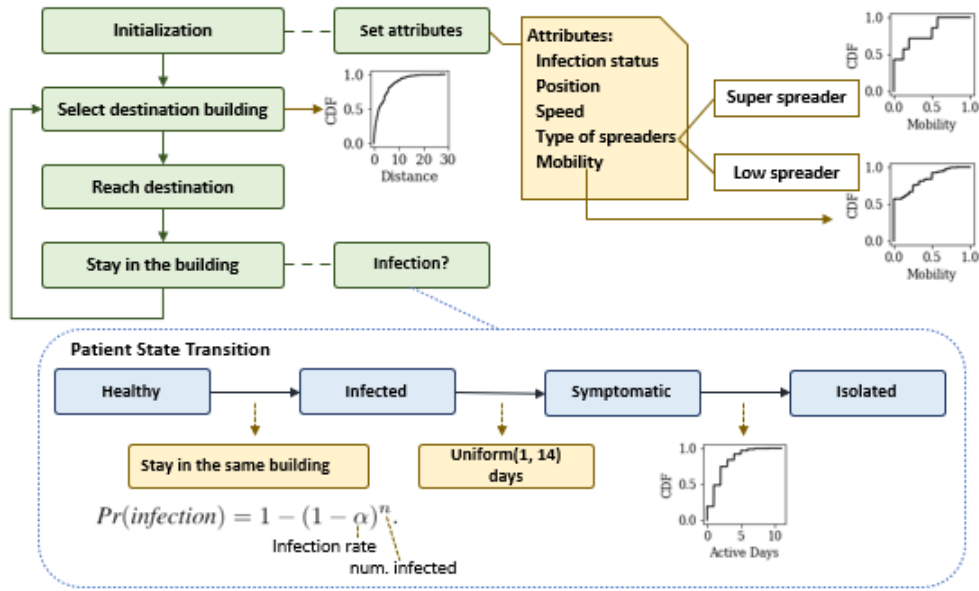 Initialization
Set attributes
Attributes:
Infection status
Position
Speed
Type of spreaders
Mobility
Super spreader
Low spreader
CDF
1.0
0.5
0.0
0.0
0.5
1.0
Mobility
CDF
1.0
0.5
0.0
0.0
0.5
1.0
Mobility
Select destination building
CDF
1.0
0.5
0.0
0
10
20
30
Distance
Reach destination
Stay in the building
Infection?
Patient State Transition
Healthy
Infected
Symptomatic
Isolated
Stay in the same building
Uniform(1, 14)
days
Pr(infection) = 1 − (1 − α)ⁿ.
Infection rate
num. infected
CDF
1.0
0.5
0.0
0
5
10
Active Days